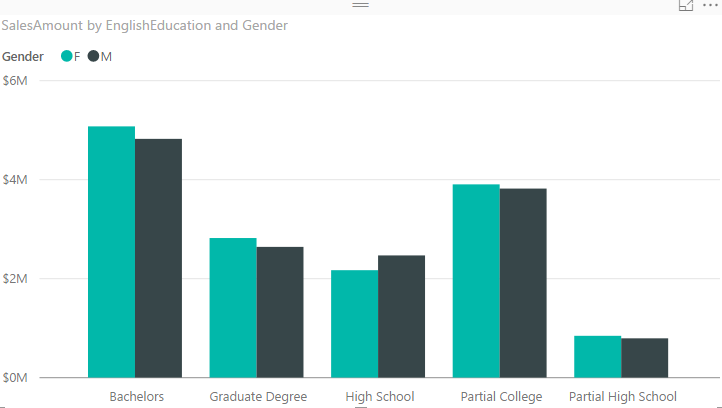 SalesAmount by EnglishEducation and Gender
Gender F M
$6M
$4M
$2M
$0M
Bachelors Graduate Degree High School Partial College Partial High School